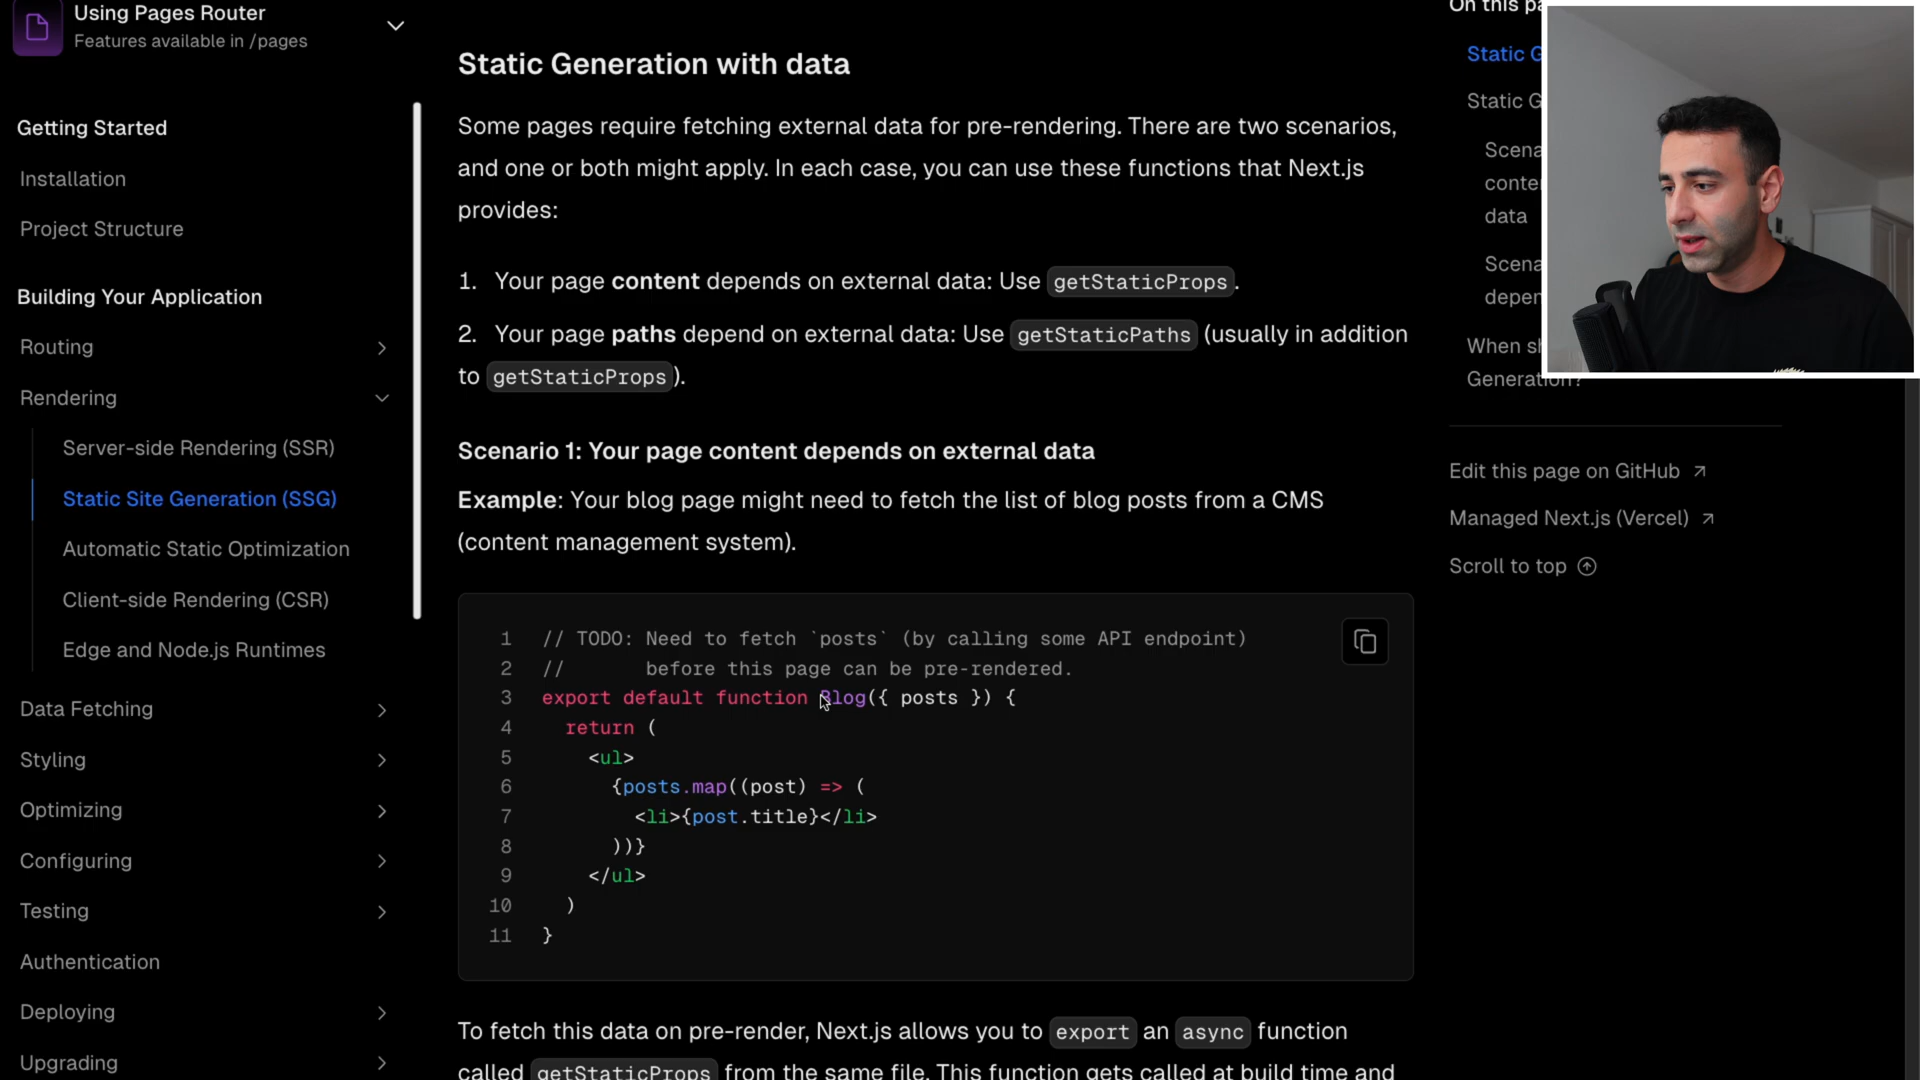 Using Pages Router
Features available in /pages
Getting Started
Installation
Project Structure
Building Your Application
Routing
Rendering
Server-side Rendering (SSR)
Static Site Generation (SSG)
Automatic Static Optimization
Client-side Rendering (CSR)
Edge and Node.js Runtimes
Data Fetching
Styling
Optimizing
Configuring
Testing
Authentication
Deploying
Upgrading
Static Generation with data
Some pages require fetching external data for pre-rendering. There are two scenarios,
and one or both might apply. In each case, you can use these functions that Next.js
provides:
1. Your page content depends on external data: Use getStaticProps.
2. Your page paths depend on external data: Use getStaticPaths (usually in addition
to getStaticProps).
Scenario 1: Your page content depends on external data
Example: Your blog page might need to fetch the list of blog posts from a CMS
(content management system).
1 // TODO: Need to fetch `posts` (by calling some API endpoint)
2 // before this page can be pre-rendered.
3 export default function Blog({ posts }) {
4 return (
5 <ul>
6 {posts.map((post) => (
7 <li>{post.title}</li>
8 ))}
9 </ul>
10 )
11 }
To fetch this data on pre-render, Next.js allows you to export an async function
called getStaticProps from the same file. This function gets called at build time and
On this pa
Static G
Static G
Scena
conte
data
Scena
depen
When sh
Generation?
Edit this page on GitHub
Managed Next.js (Vercel)
Scroll to top